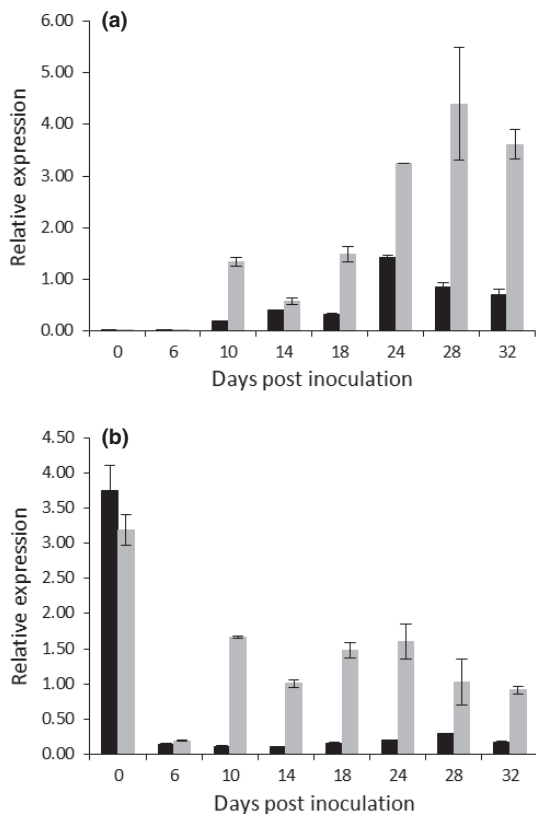 (a)
Relative expression
6.00
5.00
4.00
3.00
2.00
1.00
0.00
0 6 10 14 18 24 28 32
Days post inoculation
(b)
Relative expression
4.50
4.00
3.50
3.00
2.50
2.00
1.50
1.00
0.50
0.00
0 6 10 14 18 24 28 32
Days post inoculation